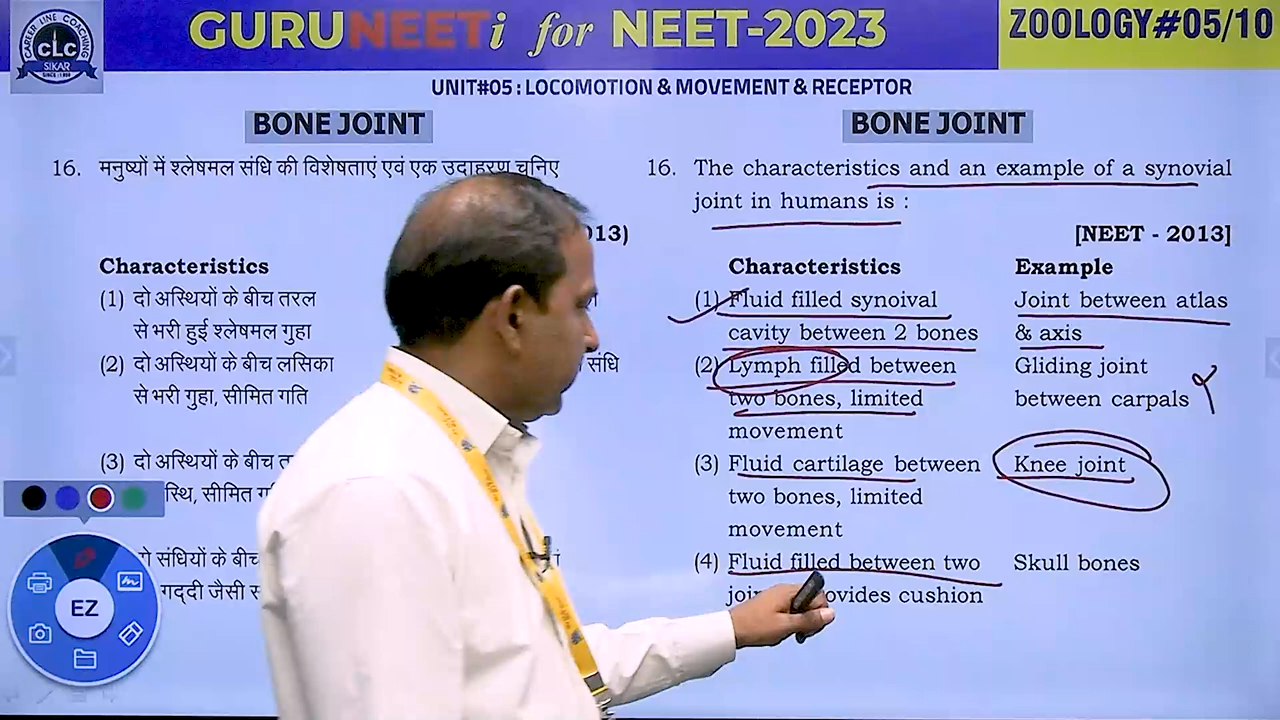 GURUNEETi for NEET-2023
ZOOLOGY#05/10
CAREER LINE COACHING
CLC
SIKAR
UNIT#05 : LOCOMOTION & MOVEMENT & RECEPTOR
BONE JOINT
16. मनुष्यों में श्लेषमल संधि की विशेषताएं एवं एक उदाहरण चुनिए
013)
Characteristics
(1) दो अस्थियों के बीच तरल
से भरी हुई श्लेषमल गुहा
(2) दो अस्थियों के बीच लसिका
संधि
से भरी गुहा, सीमित गति
(3) दो अस्थियों के बीच
सीमित
संधियों के बीच
गद्दी जैसी
BONE JOINT
16. The characteristics and an example of a synovial
joint in humans is :
[NEET - 2013]
Characteristics Example
(1) Fluid filled synoival Joint between atlas
cavity between 2 bones & axis
(2) Lymph filled between Gliding joint
two bones, limited between carpals
movement
(3) Fluid cartilage between Knee joint
two bones, limited
movement
(4) Fluid filled between two Skull bones
cushion
EZ